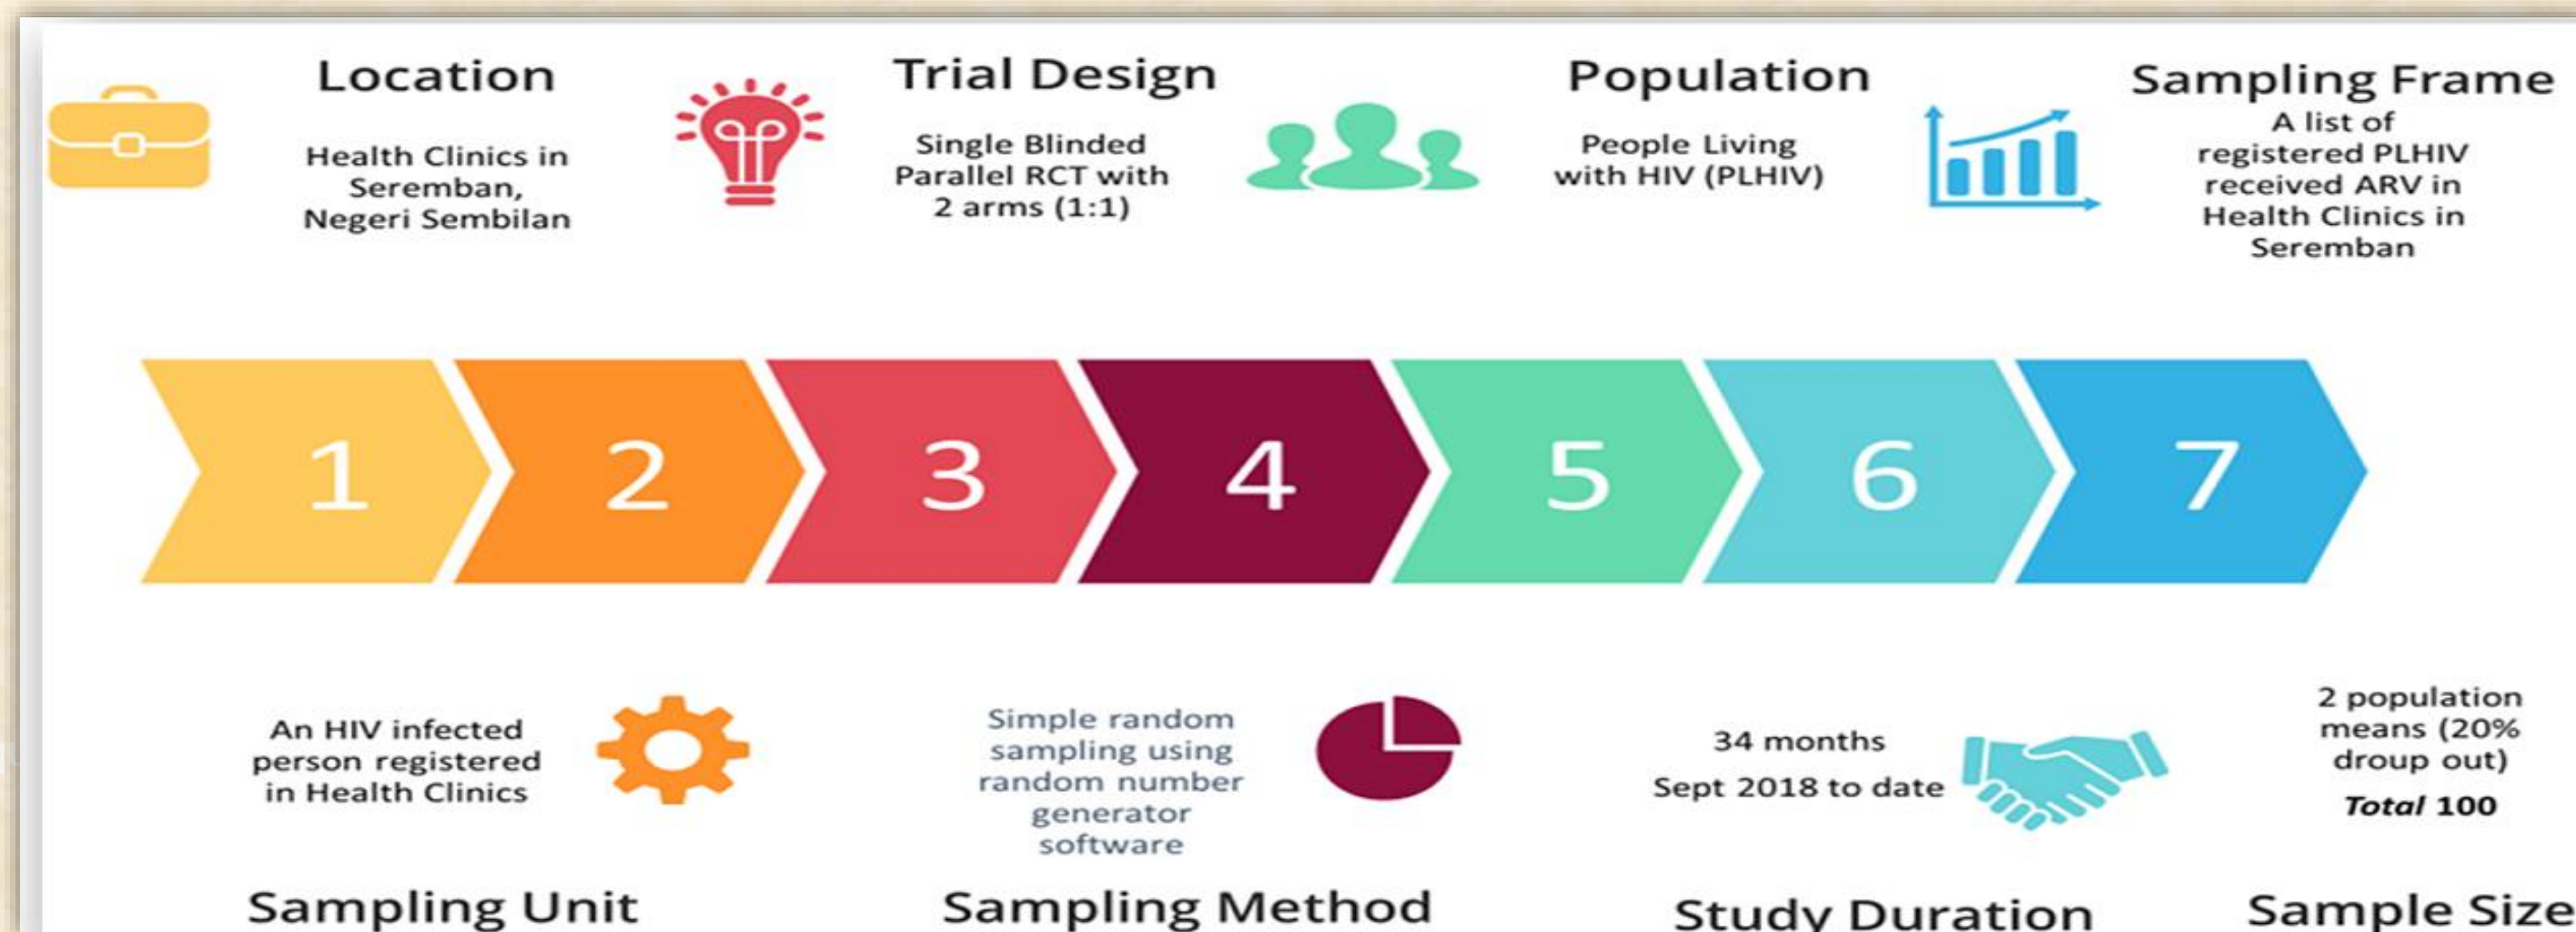 Location
Health Clinics in
Seremban,
Negeri Sembilan
Trial Design
Single Blinded
Parallel RCT with
2 arms (1:1)
Population
People Living
with HIV (PLHIV)
Sampling Frame
A list of
registered PLHIV
received ARV in
Health Clinics in
Seremban
1
2
3
4
5
6
7
An HIV infected
person registered
in Health Clinics
Sampling Unit
Simple random
sampling using
random number
generator
software
Sampling Method
34 months
Sept 2018 to date
Study Duration
2 population
means (20%
droup out)
Total 100
Sample Size